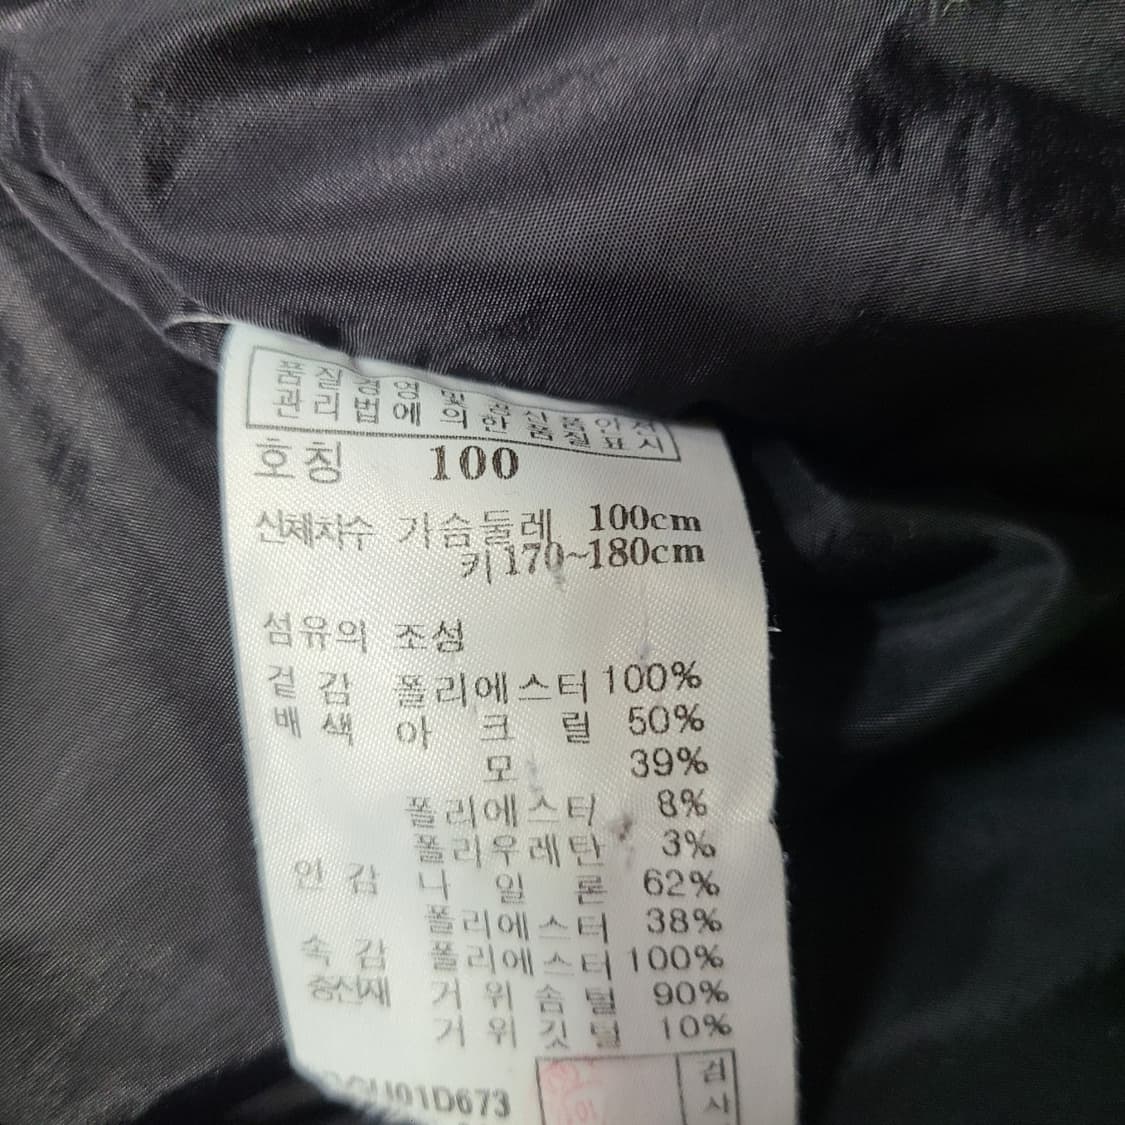 품질경영 및 공산품안전
관리법에 의한 품질표시
호칭 100
신체치수 가슴둘레 100cm
키 170~180cm
섬유의 조성
겉감 폴리에스터 100%
배색 아크릴 50%
모 39%
폴리에스터 8%
폴리우레탄 3%
안감 나일론 62%
폴리에스터 38%
속감 폴리에스터 100%
충전재 거위솜털 90%
거위깃털 10%
01D673
검사